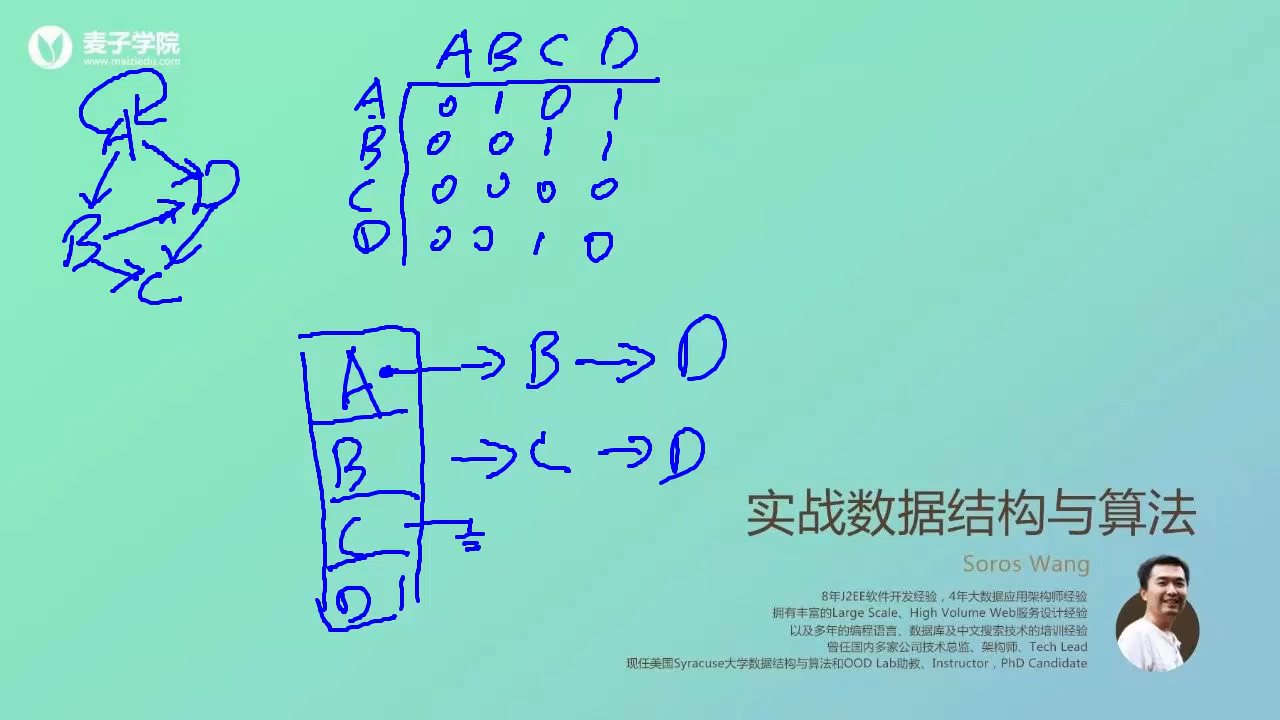 麦子学院
www.maiziedu.com
A B C D
A 0 1 0 1
B 0 0 1 1
C 0 0 0 0
D 0 0 1 0
A
D
B
C
A → B → D
B → C → D
C
D
实战数据结构与算法
Soros Wang
8年J2EE软件开发经验，4年大数据应用架构师经验
拥有丰富的Large Scale、High Volume Web服务设计经验
以及多年的编程语言、数据库及中文搜索技术的培训经验
曾任国内多家公司技术总监、架构师、Tech Lead
现任美国Syracuse大学数据结构与算法和OOD Lab助教、Instructor，PhD Candidate